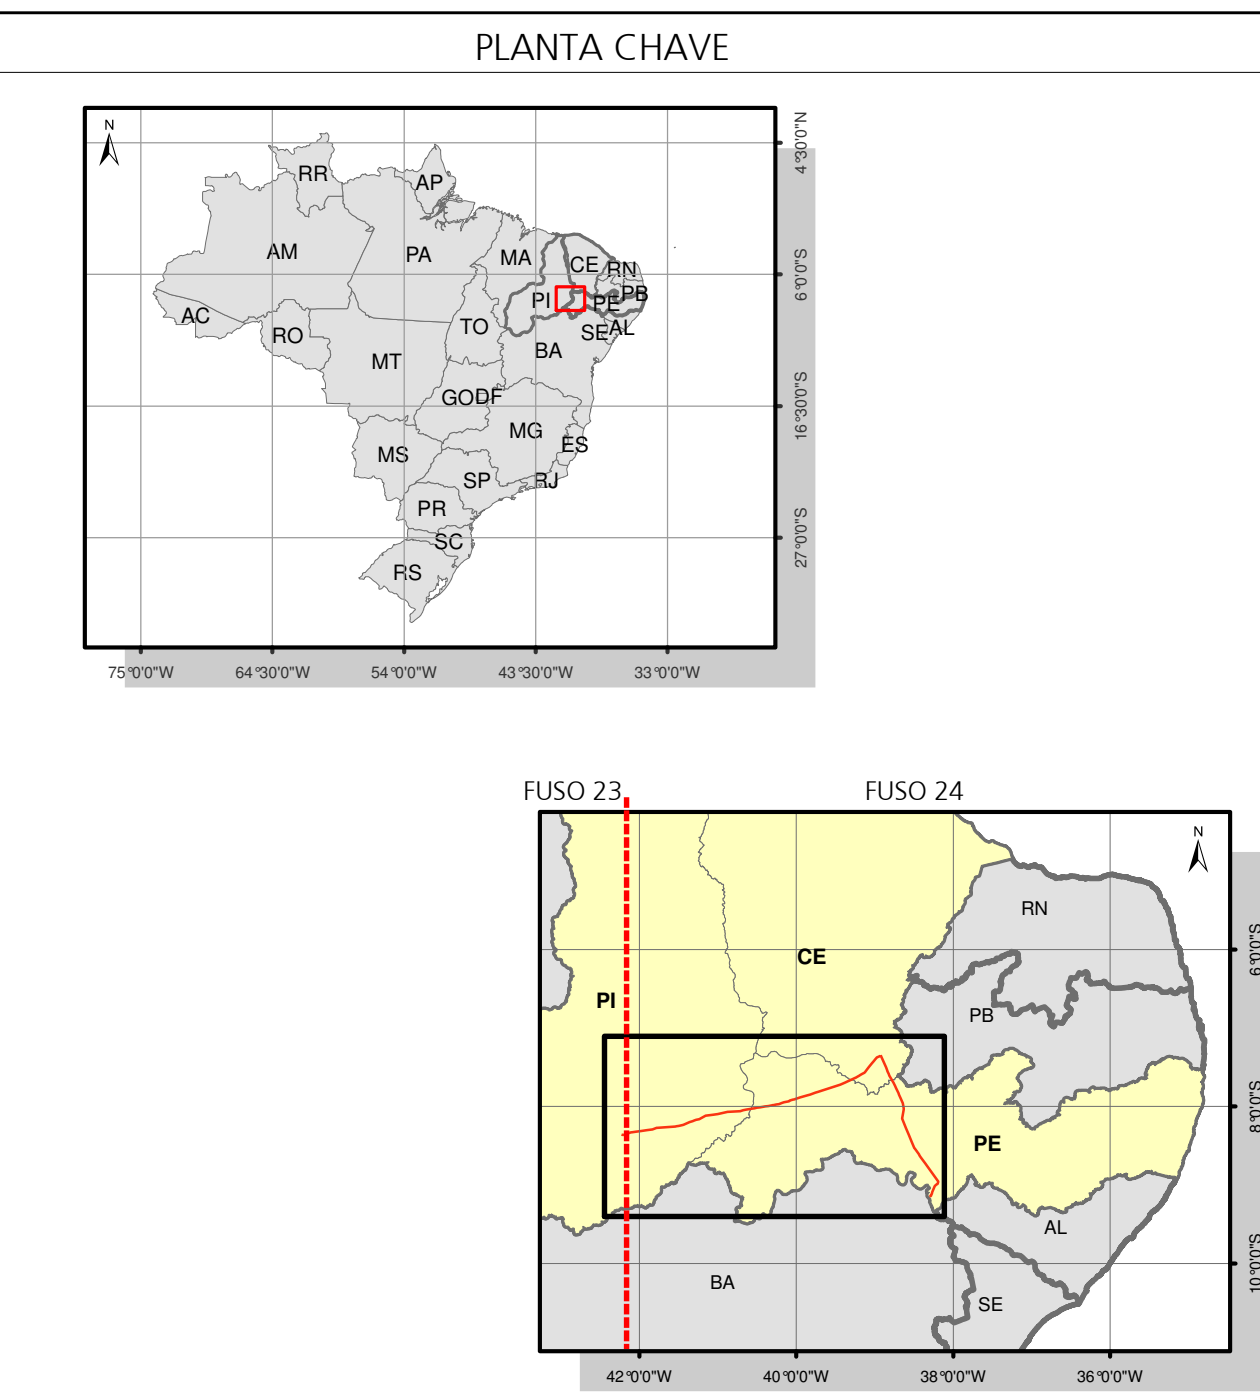 PLANTA CHAVE
N
4°30'0"N
RR
AP
AM
PA
MA
CE
RN
6°0'0"S
PI
PE
PB
AC
RO
TO
SE
AL
MT
BA
GO
DF
16°30'0"S
MG
ES
MS
SP
RJ
PR
SC
27°0'0"S
RS
75°0'0"W
64°30'0"W
54°0'0"W
43°30'0"W
33°0'0"W
FUSO 23
FUSO 24
N
RN
CE
6°0'0"S
PI
PB
8°0'0"S
PE
AL
BA
SE
10°0'0"S
42°0'0"W
40°0'0"W
38°0'0"W
36°0'0"W